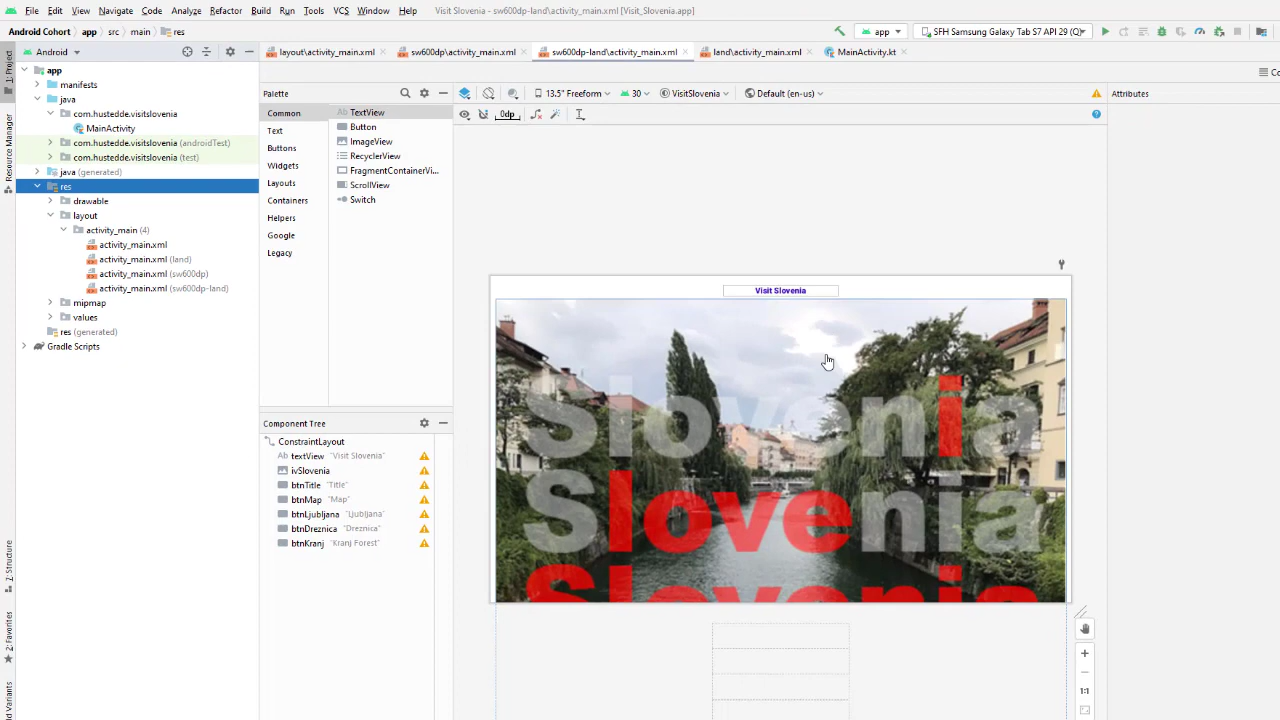 File Edit View Navigate Code Analyze Refactor Build Run Tools VCS Window Help Visit Slovenia - sw600dp-land\activity_main.xml [Visit_Slovenia.app]
Android Cohort app src main res app SFH Samsung Galaxy Tab S7 API 29 (Q)
Android layout\activity_main.xml sw600dp\activity_main.xml sw600dp-land\activity_main.xml land\activity_main.xml MainActivity.kt
1: Project
Resource Manager
Z: Structure
2: Favorites
Variants
app
manifests
java
com.hustedde.visitslovenia
MainActivity
com.hustedde.visitslovenia (androidTest)
com.hustedde.visitslovenia (test)
java (generated)
res
drawable
layout
activity_main (4)
activity_main.xml
activity_main.xml (land)
activity_main.xml (sw600dp)
activity_main.xml (sw600dp-land)
mipmap
values
res (generated)
Gradle Scripts
Palette
Common
Text
Buttons
Widgets
Layouts
Containers
Helpers
Google
Legacy
Ab TextView
Button
ImageView
RecyclerView
FragmentContainerVi...
ScrollView
Switch
Component Tree
ConstraintLayout
Ab textView "Visit Slovenia"
ivSlovenia
btnTitle "Title"
btnMap "Map"
btnLjubljana "Ljubljana"
btnDreznica "Dreznica"
btnKranj "Kranj Forest"
13.5" Freeform 30 VisitSlovenia Default (en-us)
0dp
Attributes
Visit Slovenia
Slovenia
Slovenia
Slovenia
1:1